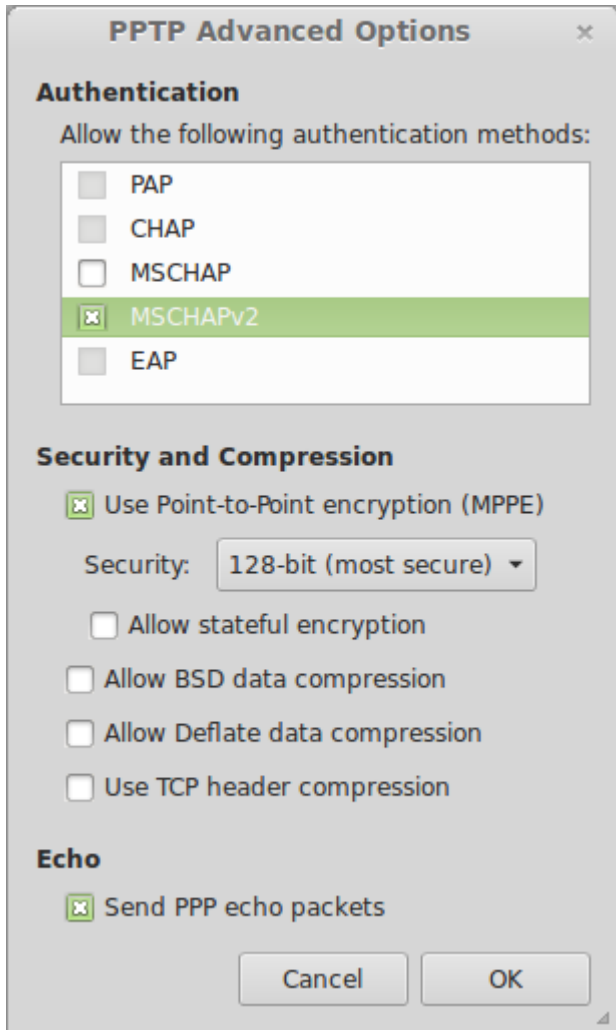 PPTP Advanced Options
Authentication
Allow the following authentication methods:
PAP
CHAP
MSCHAP
MSCHAPv2
EAP
Security and Compression
Use Point-to-Point encryption (MPPE)
Security: 128-bit (most secure)
Allow stateful encryption
Allow BSD data compression
Allow Deflate data compression
Use TCP header compression
Echo
Send PPP echo packets
Cancel OK